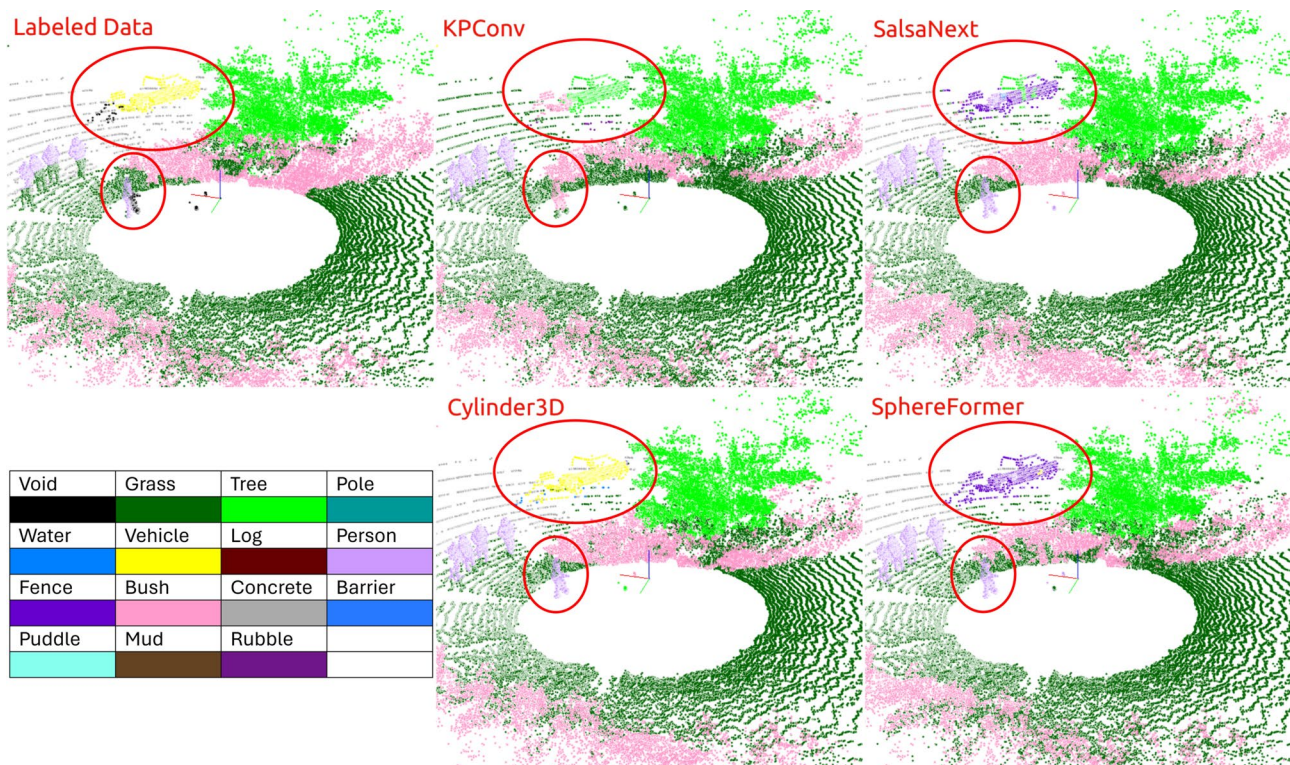 Labeled Data
KPConv
SalsaNext
Cylinder3D
SphereFormer
Void Grass Tree Pole
Water Vehicle Log Person
Fence Bush Concrete Barrier
Puddle Mud Rubble